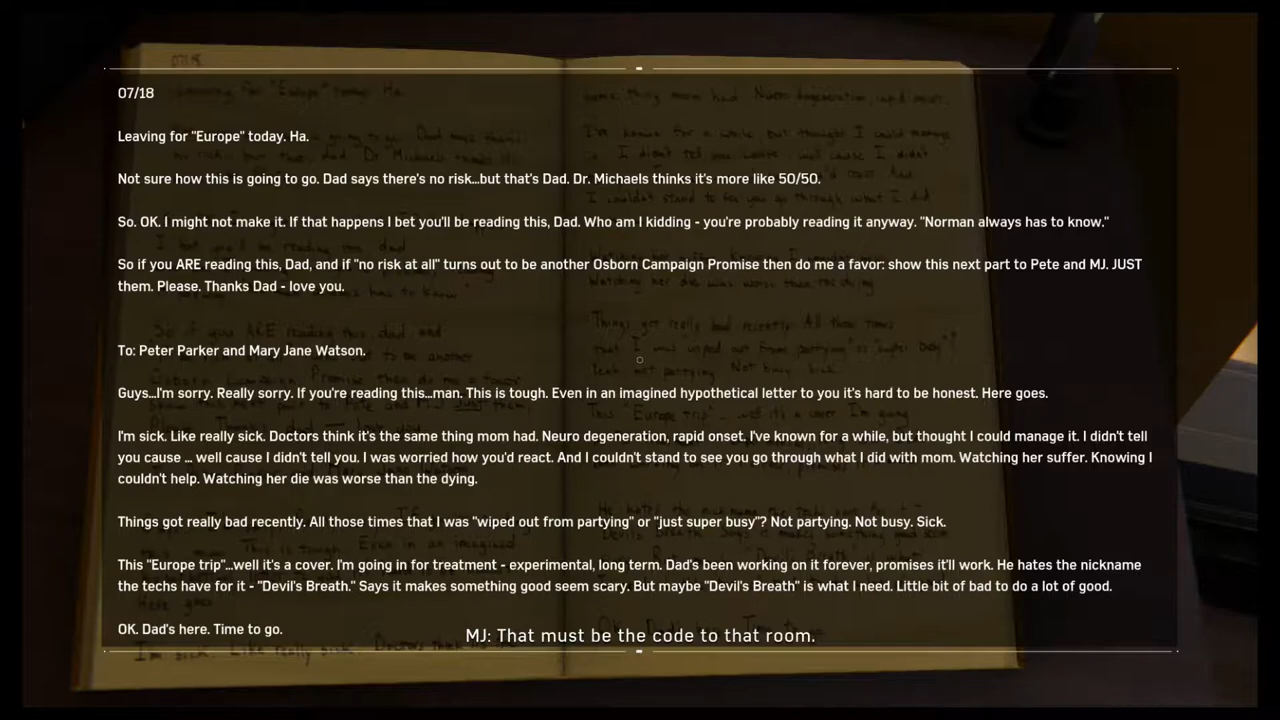 07/18
Leaving for "Europe" today. Ha.
Not sure how this is going to go. Dad says there's no risk...but that's Dad. Dr. Michaels thinks it's more like 50/50.
So. OK. I might not make it. If that happens I bet you'll be reading this, Dad. Who am I kidding - you're probably reading it anyway. "Norman always has to know."
So if you ARE reading this, Dad, and if "no risk at all" turns out to be another Osborn Campaign Promise then do me a favor: show this next part to Pete and MJ. JUST
them. Please. Thanks Dad - love you.
To: Peter Parker and Mary Jane Watson.
Guys...I'm sorry. Really sorry. If you're reading this...man. This is tough. Even in an imagined hypothetical letter to you it's hard to be honest. Here goes.
I'm sick. Like really sick. Doctors think it's the same thing mom had. Neuro degeneration, rapid onset. I've known for a while, but thought I could manage it. I didn't tell
you cause ... well cause I didn't tell you. I was worried how you'd react. And I couldn't stand to see you go through what I did with mom. Watching her suffer. Knowing I
couldn't help. Watching her die was worse than the dying.
Things got really bad recently. All those times that I was "wiped out from partying" or "just super busy"? Not partying. Not busy. Sick.
This "Europe trip"...well it's a cover. I'm going in for treatment - experimental, long term. Dad's been working on it forever, promises it'll work. He hates the nickname
the techs have for it - "Devil's Breath." Says it makes something good seem scary. But maybe "Devil's Breath" is what I need. Little bit of bad to do a lot of good.
OK. Dad's here. Time to go.
MJ: That must be the code to that room.